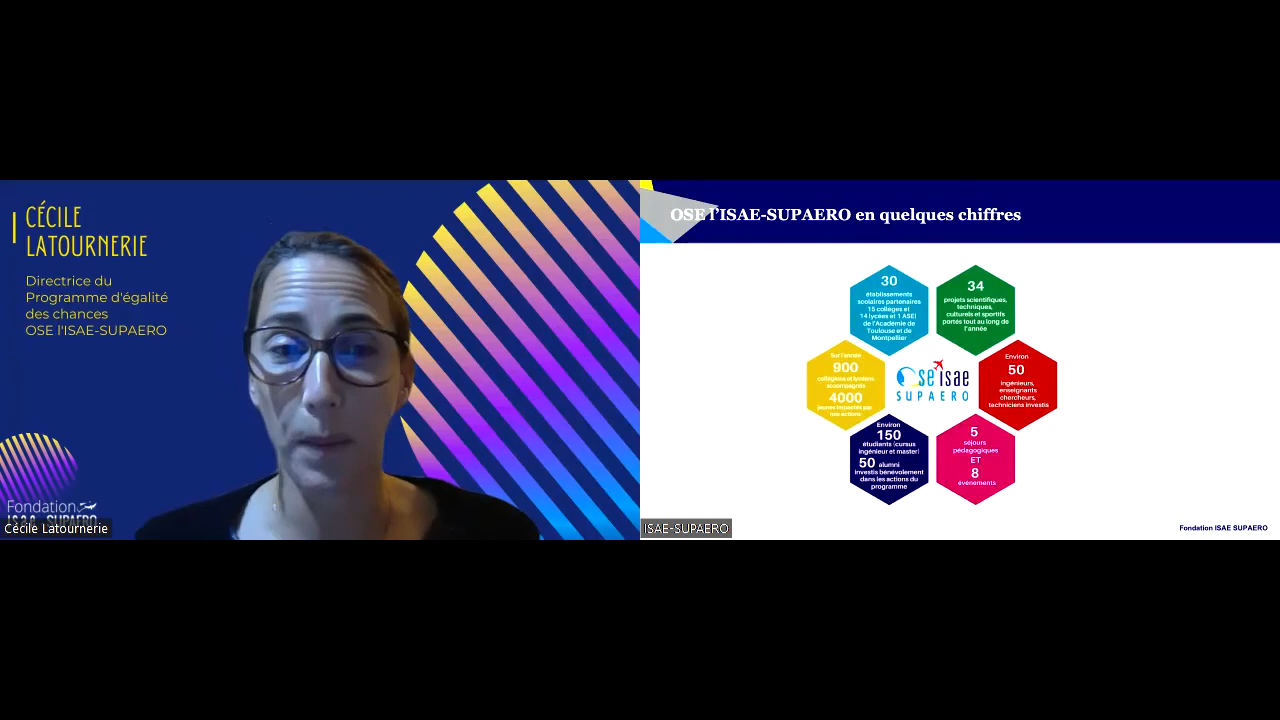 CÉCILE
LATOURNERIE
Directrice du
Programme d'égalité
des chances
OSE l'ISAE-SUPAERO
Fondation
ISAE SUPAERO
Cécile Latournerie
OSE l'ISAE-SUPAERO en quelques chiffres
30
établissements
scolaires partenaires
15 collèges et
14 lycées et 1 ASEI
de l'Académie de
Toulouse et de
Montpellier
34
projets scientifiques,
techniques,
culturels et sportifs
portés tout au long de
l'année
Sur l'année
900
collégiens et lycéens
accompagnés
4000
jeunes impactés par
nos actions
Ose isae
SUPAERO
Environ
50
ingénieurs,
enseignants
chercheurs,
techniciens investis
Environ
150
étudiants (cursus
ingénieur et master)
50 alumni
investis bénévolement
dans les actions du
programme
5
séjours
pédagogiques
ET
8
événements
ISAE-SUPAERO
Fondation ISAE SUPAERO